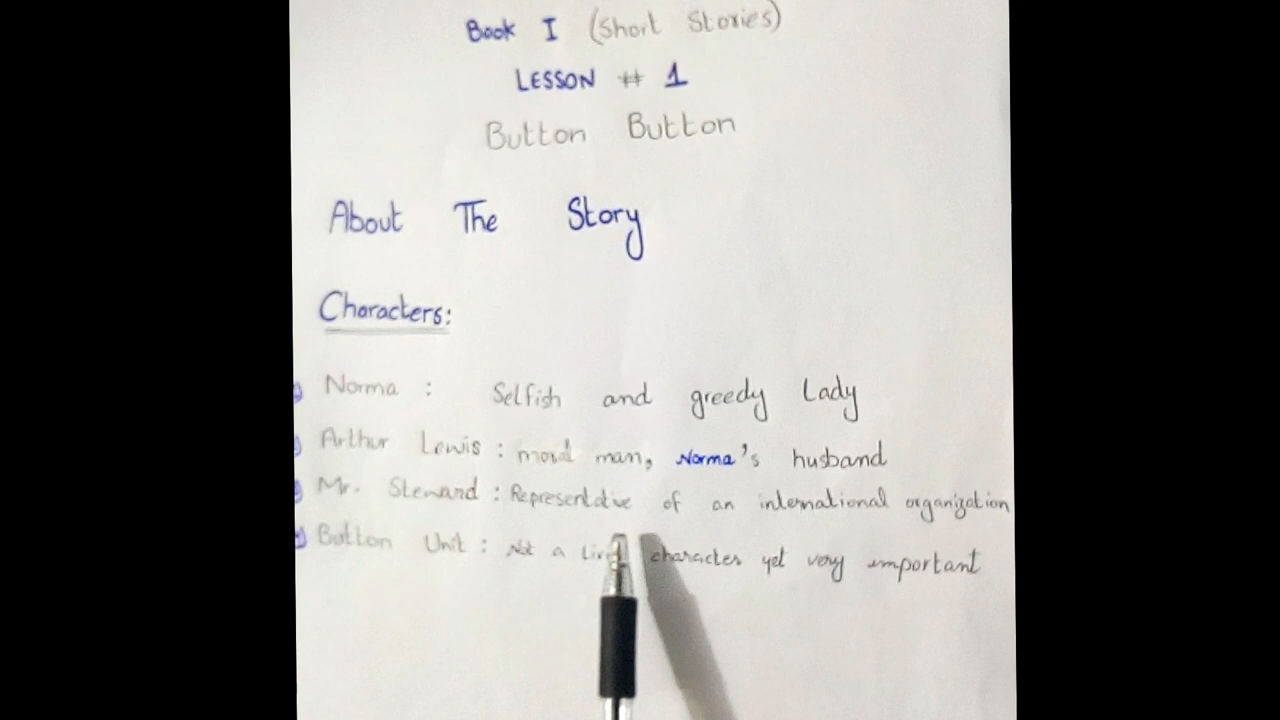 Book I (Short Stories)
LESSON # 1
Button Button
About The Story
Characters:
Norma : Selfish and greedy Lady
Arthur Lewis : moral man, Norma's husband
Mr. Steward : Representative of an international organization
Button Unit : Not a character yet very important